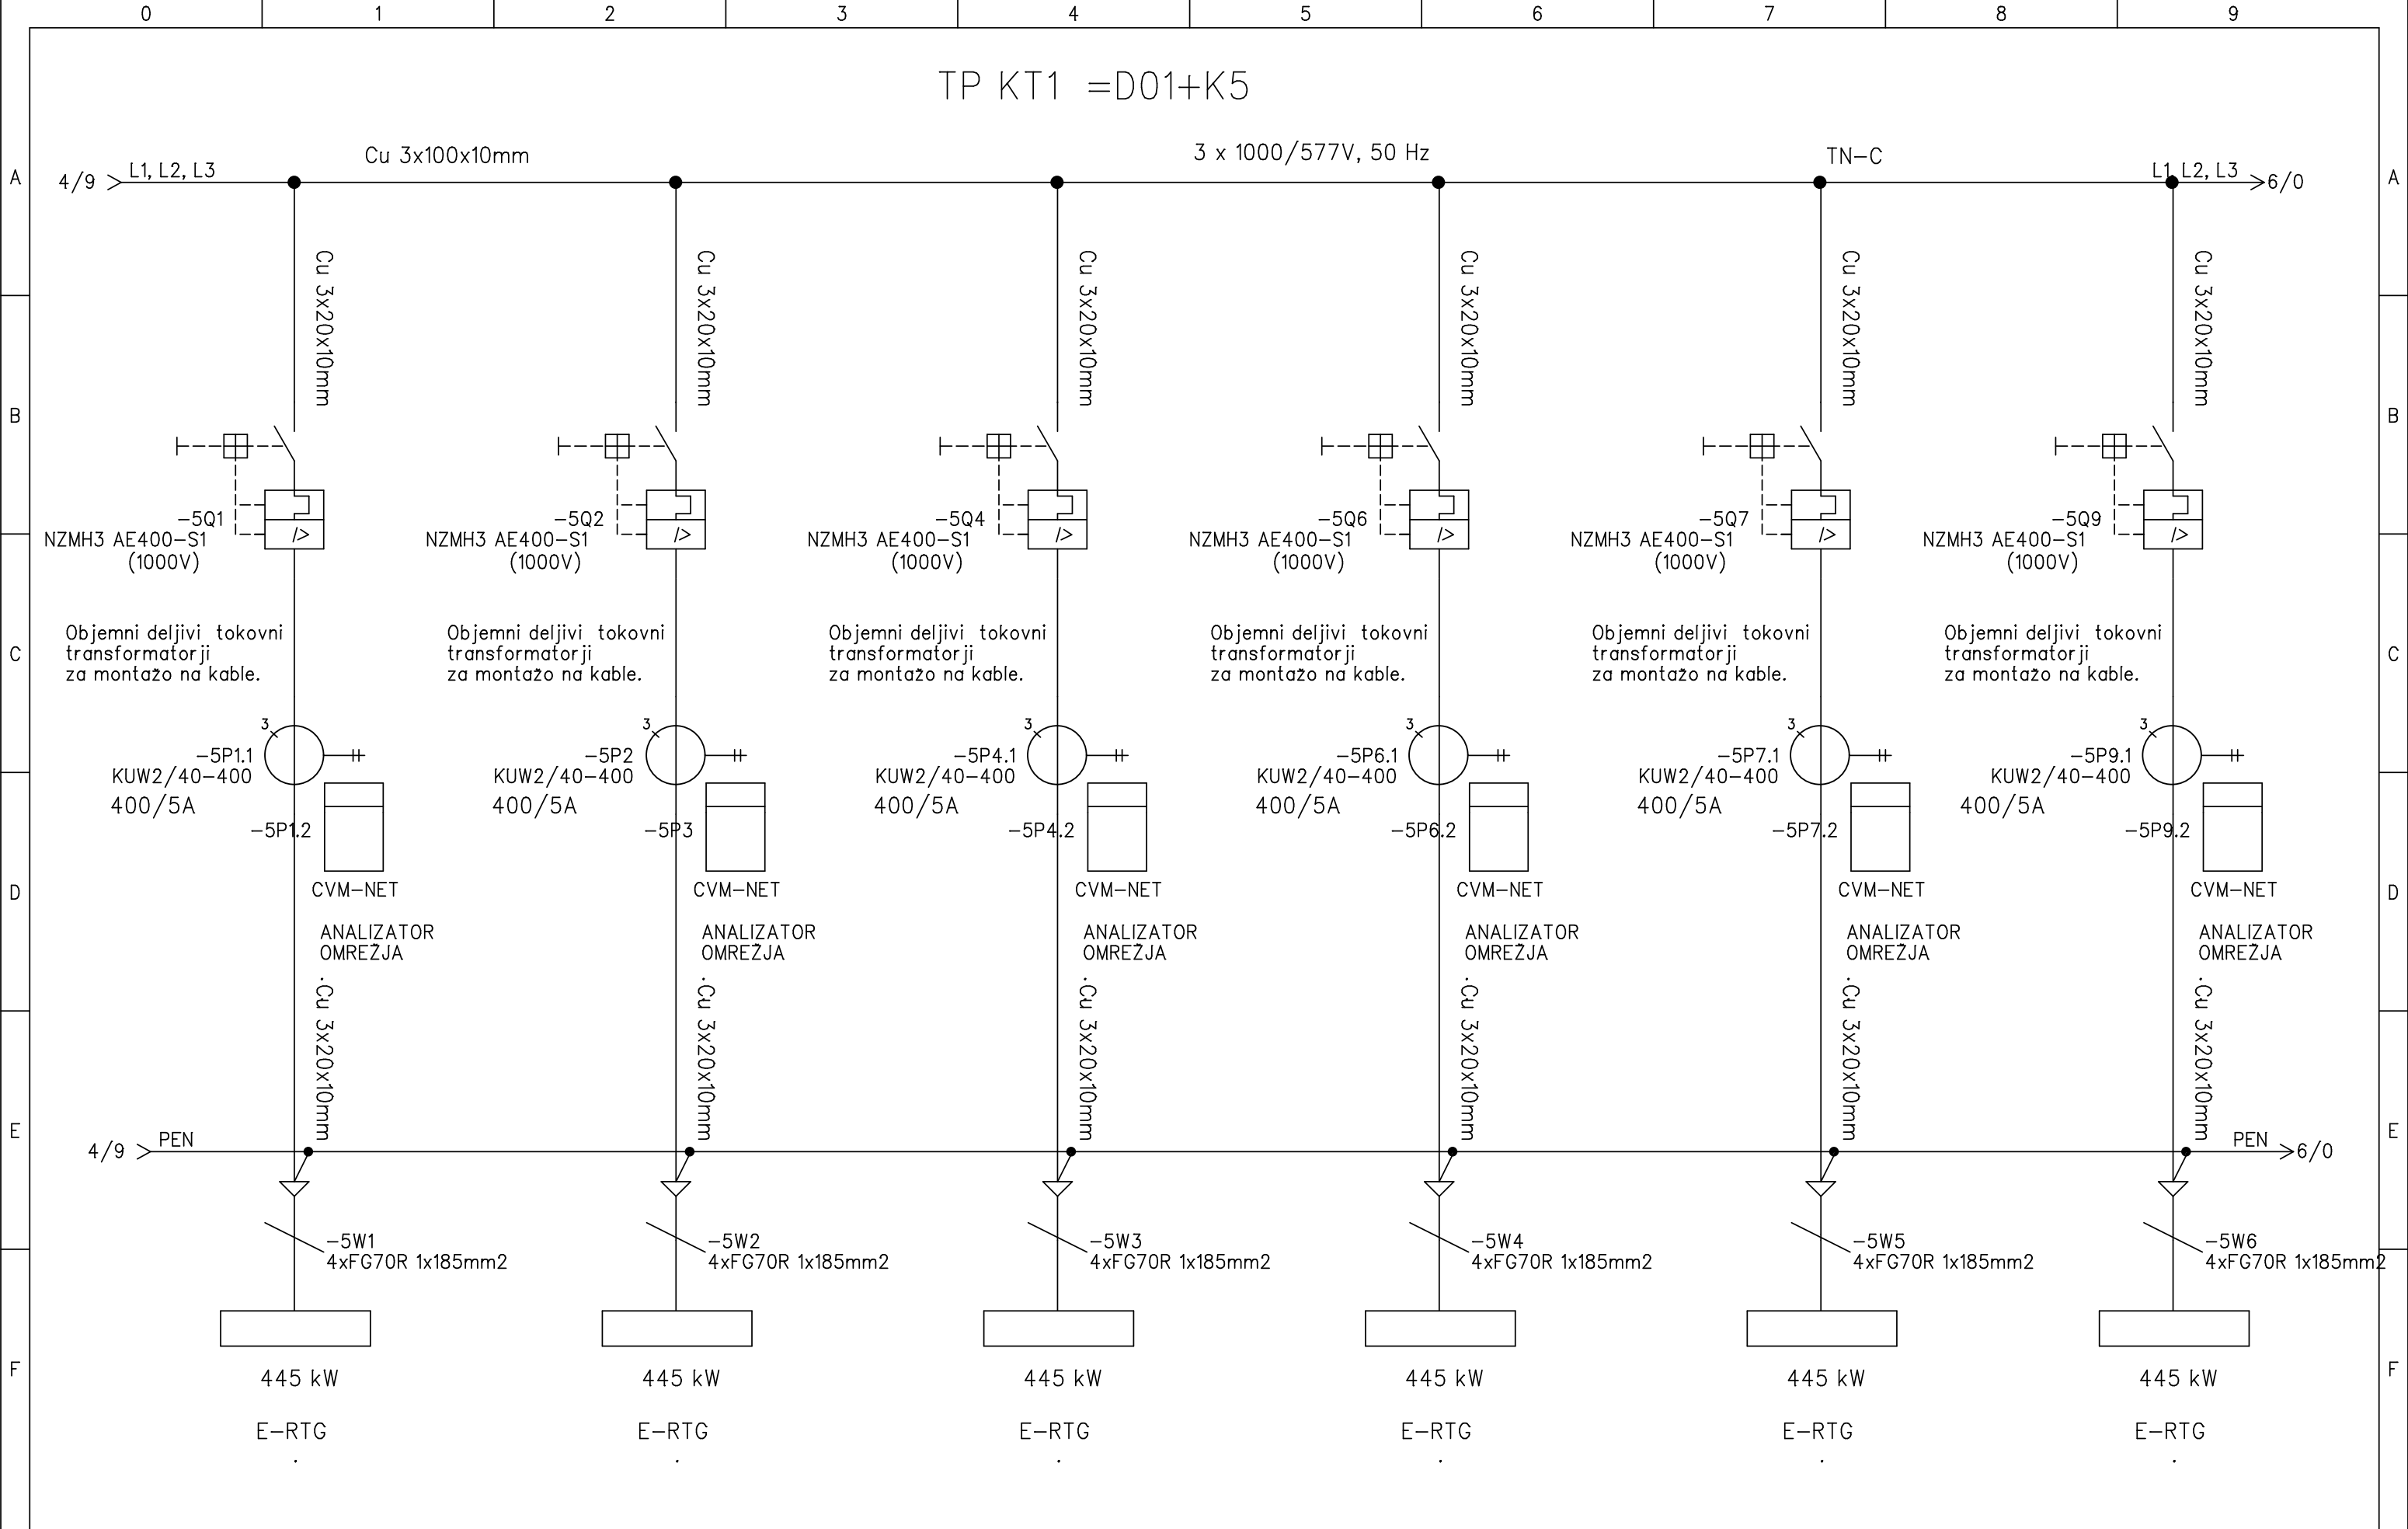 0 1 2 3 4 5 6 7 8 9
TP KT1 =D01+K5
A 4/9 L1, L2, L3 Cu 3x100x10mm 3 x 1000/577V, 50 Hz TN-C L1, L2, L3 6/0 A
Cu 3x20x10mm Cu 3x20x10mm Cu 3x20x10mm Cu 3x20x10mm Cu 3x20x10mm Cu 3x20x10mm
B B
-5Q1 -5Q2 -5Q4 -5Q6 -5Q7 -5Q9
NZMH3 AE400-S1 NZMH3 AE400-S1 NZMH3 AE400-S1 NZMH3 AE400-S1 NZMH3 AE400-S1 NZMH3 AE400-S1
(1000V) (1000V) (1000V) (1000V) (1000V) (1000V)
I> I> I> I> I> I>
Objemni deljivi tokovni Objemni deljivi tokovni Objemni deljivi tokovni Objemni deljivi tokovni Objemni deljivi tokovni Objemni deljivi tokovni
C transformatorji transformatorji transformatorji transformatorji transformatorji transformatorji C
za montažo na kable. za montažo na kable. za montažo na kable. za montažo na kable. za montažo na kable. za montažo na kable.
3 3 3 3 3 3
-5P1.1 -5P2 -5P4.1 -5P6.1 -5P7.1 -5P9.1
KUW2/40-400 KUW2/40-400 KUW2/40-400 KUW2/40-400 KUW2/40-400 KUW2/40-400
400/5A 400/5A 400/5A 400/5A 400/5A 400/5A
-5P1.2 -5P3 -5P4.2 -5P6.2 -5P7.2 -5P9.2
D CVM-NET CVM-NET CVM-NET CVM-NET CVM-NET CVM-NET D
ANALIZATOR ANALIZATOR ANALIZATOR ANALIZATOR ANALIZATOR ANALIZATOR
OMREŽJA OMREŽJA OMREŽJA OMREŽJA OMREŽJA OMREŽJA
.Cu 3x20x10mm .Cu 3x20x10mm .Cu 3x20x10mm .Cu 3x20x10mm .Cu 3x20x10mm .Cu 3x20x10mm
E E
4/9 PEN PEN 6/0
-5W1 -5W2 -5W3 -5W4 -5W5 -5W6
4xFG70R 1x185mm2 4xFG70R 1x185mm2 4xFG70R 1x185mm2 4xFG70R 1x185mm2 4xFG70R 1x185mm2 4xFG70R 1x185mm2
F 445 kW 445 kW 445 kW 445 kW 445 kW 445 kW F
E-RTG E-RTG E-RTG E-RTG E-RTG E-RTG
. . . . . .